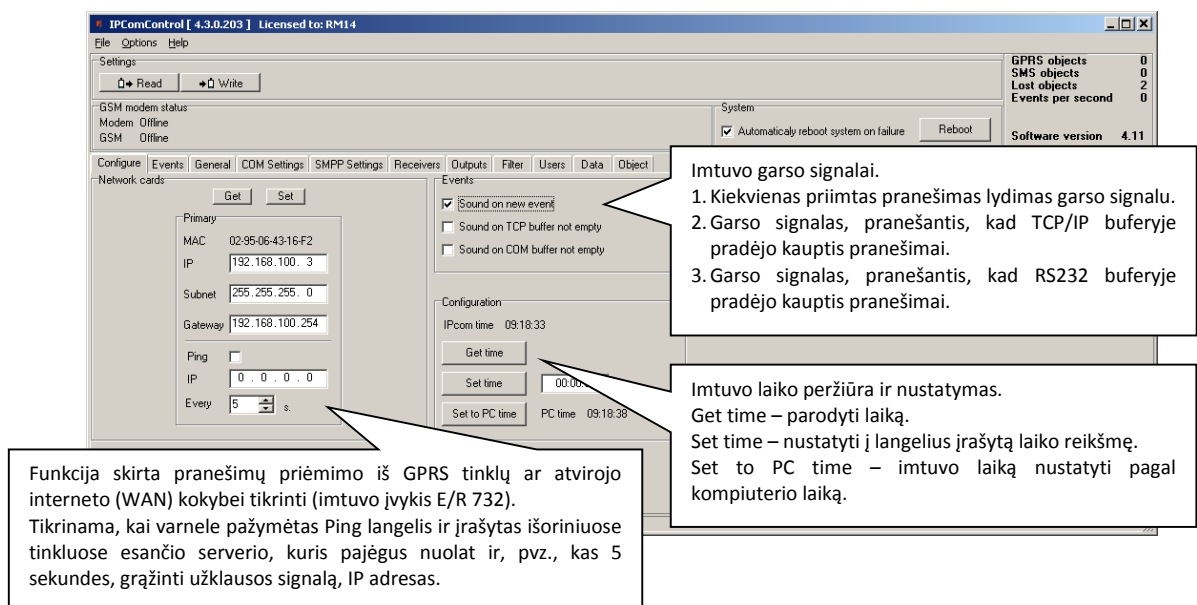 IPComControl [ 4.3.0.203 ] Licensed to: RM14
File Options Help
Settings
Read Write
GSM modem status
Modem Offline
GSM Offline
System
Automaticaly reboot system on failure Reboot
GPRS objects 0
SMS objects 0
Lost objects 2
Events per second 0
Software version 4.11
Configure Events General COM Settings SMPP Settings Receivers Outputs Filter Users Data Object
Network cards
Get Set
Primary
MAC 02-95-06-43-16-F2
IP 192.168.100. 3
Subnet 255.255.255. 0
Gateway 192.168.100.254
Ping
IP 0 . 0 . 0 . 0
Every 5 s.
Events
Sound on new event
Sound on TCP buffer not empty
Sound on COM buffer not empty
Configuration
IPcom time 09:18:33
Get time
Set time 00:00
Set to PC time PC time 09:18:38
Imtuvo garso signalai.
1. Kiekvienas priimtas pranešimas lydimas garso signalu.
2. Garso signalas, pranešantis, kad TCP/IP buferyje
pradėjo kauptis pranešimai.
3. Garso signalas, pranešantis, kad RS232 buferyje
pradėjo kauptis pranešimai.
Imtuvo laiko peržiūra ir nustatymas.
Get time – parodyti laiką.
Set time – nustatyti į langelius įrašytą laiko reikšmę.
Set to PC time – imtuvo laiką nustatyti pagal
kompiuterio laiką.
Funkcija skirta pranešimų priėmimo iš GPRS tinklų ar atvirojo
interneto (WAN) kokybei tikrinti (imtuvo įvykis E/R 732).
Tikrinama, kai varnele pažymėtas Ping langelis ir įrašytas išoriniuose
tinkluose esančio serverio, kuris pajėgus nuolat ir, pvz., kas 5
sekundes, grąžinti užklausos signalą, IP adresas.